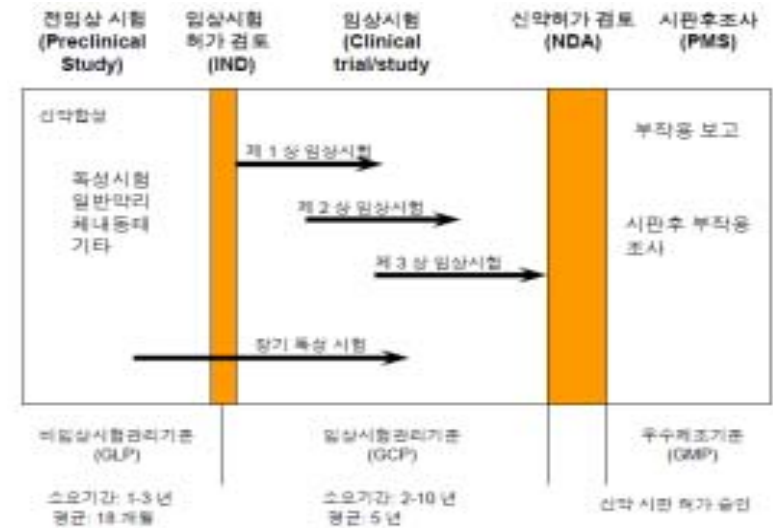 전임상 시험
(Preclinical
Study)
임상시험
허가 검토
(IND)
임상시험
(Clinical
trial/study
신약허가 검토
(NDA)
시판후조사
(PMS)
신약합성
독성시험
일반약리
체내동태
기타
제 1 상 임상시험
제 2 상 임상시험
제 3 상 임상시험
장기 독성 시험
부작용 보고
시판후 부작용
조사
비임상시험관리기준
(GLP)
임상시험관리기준
(GCP)
우수제조기준
(GMP)
소요기간: 1-3 년
평균: 18 개월
소요기간: 2-10 년
평균: 5 년
신약 시판 허가 승인